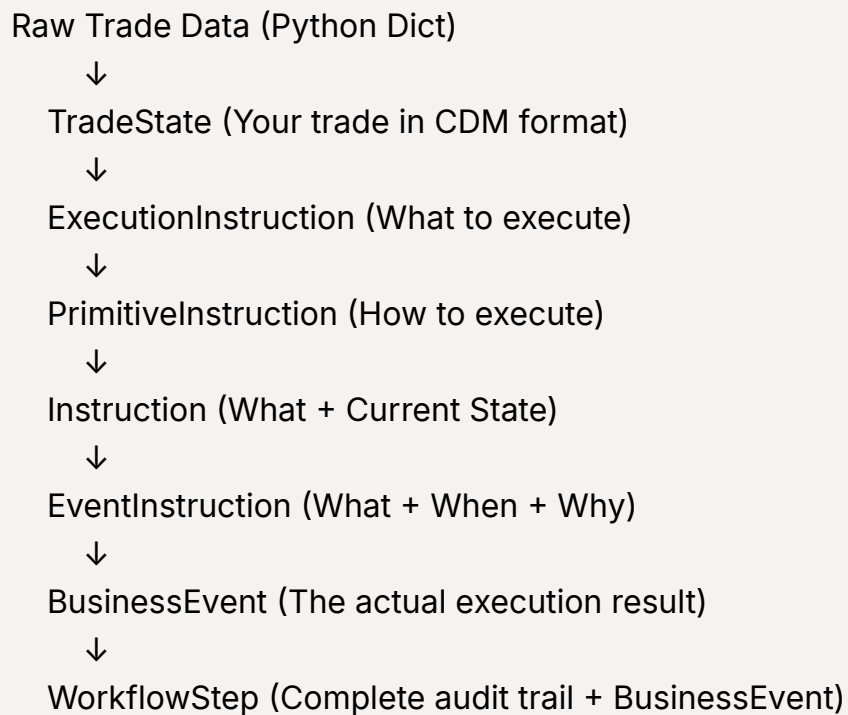 Raw Trade Data (Python Dict)
↓
TradeState (Your trade in CDM format)
↓
ExecutionInstruction (What to execute)
↓
PrimitiveInstruction (How to execute)
↓
Instruction (What + Current State)
↓
EventInstruction (What + When + Why)
↓
BusinessEvent (The actual execution result)
↓
WorkflowStep (Complete audit trail + BusinessEvent)